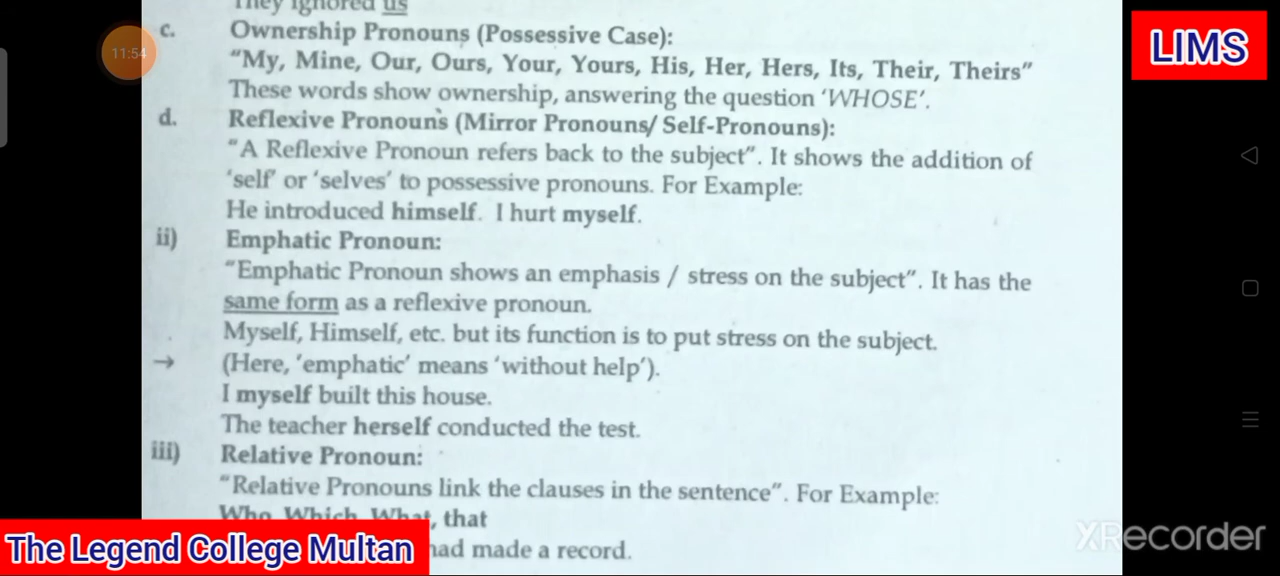 They ignored us
c. Ownership Pronouns (Possessive Case):
"My, Mine, Our, Ours, Your, Yours, His, Her, Hers, Its, Their, Theirs"
These words show ownership, answering the question 'WHOSE'.
d. Reflexive Pronouns (Mirror Pronouns/ Self-Pronouns):
"A Reflexive Pronoun refers back to the subject". It shows the addition of
'self' or 'selves' to possessive pronouns. For Example:
He introduced himself. I hurt myself.
ii) Emphatic Pronoun:
"Emphatic Pronoun shows an emphasis / stress on the subject". It has the
same form as a reflexive pronoun.
Myself, Himself, etc. but its function is to put stress on the subject.
→ (Here, 'emphatic' means 'without help').
I myself built this house.
The teacher herself conducted the test.
iii) Relative Pronoun:
"Relative Pronouns link the clauses in the sentence". For Example:
Who, Which, What, that
had made a record.
11:54
LIMS
The Legend College Multan
XRecorder